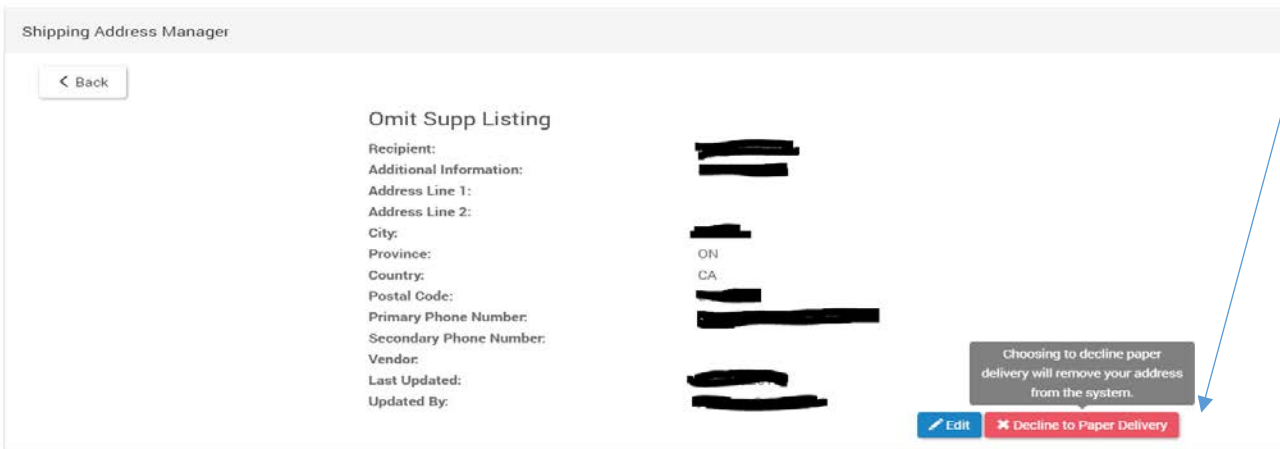 Shipping Address Manager
Back
Omit Supp Listing
Recipient:
Additional Information:
Address Line 1:
Address Line 2:
City:
Province: ON
Country: CA
Postal Code:
Primary Phone Number:
Secondary Phone Number:
Vendor:
Last Updated:
Updated By:
Choosing to decline paper
delivery will remove your address
from the system.
Edit Decline to Paper Delivery